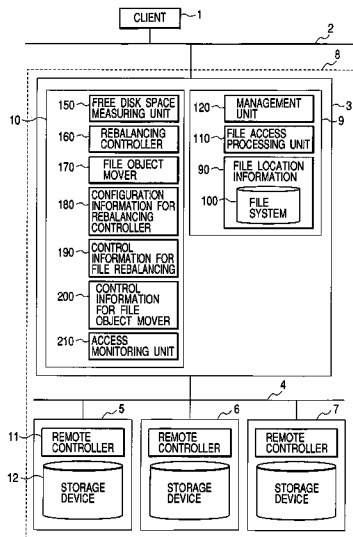 CLIENT 1
2
8
10
150 FREE DISK SPACE
MEASURING UNIT
160 REBALANCING
CONTROLLER
170 FILE OBJECT
MOVER
180 CONFIGURATION
INFORMATION FOR
REBALANCING
CONTROLLER
190 CONTROL
INFORMATION FOR
FILE REBALANCING
200 CONTROL
INFORMATION
FOR FILE
OBJECT MOVER
210 ACCESS
MONITORING UNIT
120 MANAGEMENT
UNIT
3
9
110 FILE ACCESS
PROCESSING UNIT
90 FILE LOCATION
INFORMATION
100 FILE
SYSTEM
4
5
6
7
11 REMOTE
CONTROLLER
12 STORAGE
DEVICE
REMOTE
CONTROLLER
STORAGE
DEVICE
REMOTE
CONTROLLER
STORAGE
DEVICE